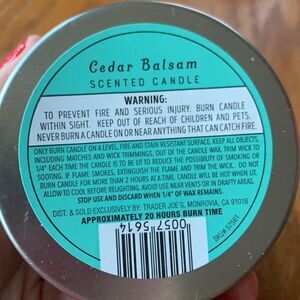 Cedar Balsam
SCENTED CANDLE
WARNING:
TO PREVENT FIRE AND SERIOUS INJURY: BURN CANDLE
WITHIN SIGHT. KEEP OUT OF REACH OF CHILDREN AND PETS.
NEVER BURN A CANDLE ON OR NEAR ANYTHING THAT CAN CATCH FIRE.
ONLY BURN CANDLE ON A LEVEL, FIRE AND STAIN RESISTANT SURFACE. KEEP ALL OBJECTS,
INCLUDING MATCHES AND WICK TRIMMINGS, OUT OF THE CANDLE WAX. TRIM WICK TO
1/4" EACH TIME THE CANDLE IS TO BE LIT TO REDUCE THE POSSIBILITY OF SMOKING OR
SOOTING. IF FLAME SMOKES, EXTINGUISH THE FLAME AND TRIM THE WICK. DO NOT
BURN CANDLE FOR MORE THAN 2 HOURS AT A TIME. CANDLE WILL BE HOT WHEN LIT.
ALLOW TO COOL BEFORE RELIGHTING. AVOID USE NEAR VENTS OR IN DRAFTY AREAS.
STOP USE AND DISCARD WHEN 1/4" OF WAX REMAINS.
DIST. & SOLD EXCLUSIVELY BY: TRADER JOE'S, MONROVIA, CA 91016
APPROXIMATELY 20 HOURS BURN TIME
0057 5614
SKU# 57561